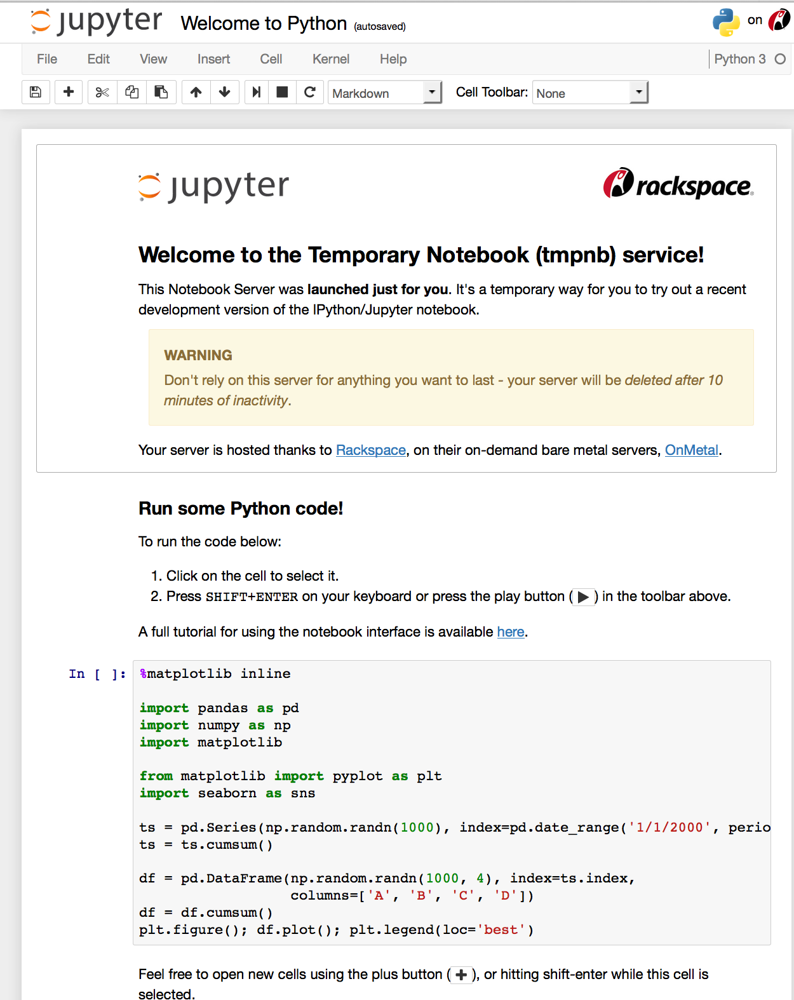 jupyter Welcome to Python (autosaved) on
File Edit View Insert Cell Kernel Help Python 3
Markdown Cell Toolbar: None
jupyter rackspace®
Welcome to the Temporary Notebook (tmpnb) service!
This Notebook Server was launched just for you. It's a temporary way for you to try out a recent
development version of the IPython/Jupyter notebook.
WARNING
Don't rely on this server for anything you want to last - your server will be deleted after 10
minutes of inactivity.
Your server is hosted thanks to Rackspace, on their on-demand bare metal servers, OnMetal.
Run some Python code!
To run the code below:
1. Click on the cell to select it.
2. Press SHIFT+ENTER on your keyboard or press the play button (▶) in the toolbar above.
A full tutorial for using the notebook interface is available here.
In [ ]: %matplotlib inline
import pandas as pd
import numpy as np
import matplotlib
from matplotlib import pyplot as plt
import seaborn as sns
ts = pd.Series(np.random.randn(1000), index=pd.date_range('1/1/2000', perio
ts = ts.cumsum()
df = pd.DataFrame(np.random.randn(1000, 4), index=ts.index,
columns=['A', 'B', 'C', 'D'])
df = df.cumsum()
plt.figure(); df.plot(); plt.legend(loc='best')
Feel free to open new cells using the plus button (+), or hitting shift-enter while this cell is
selected.